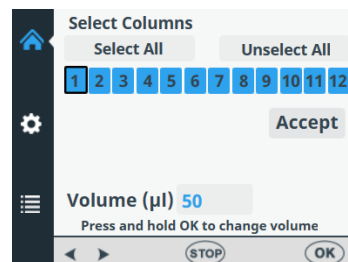 Select Columns
Select All Unselect All
1 2 3 4 5 6 7 8 9 10 11 12
Accept
Volume (µl) 50
Press and hold OK to change volume
STOP OK